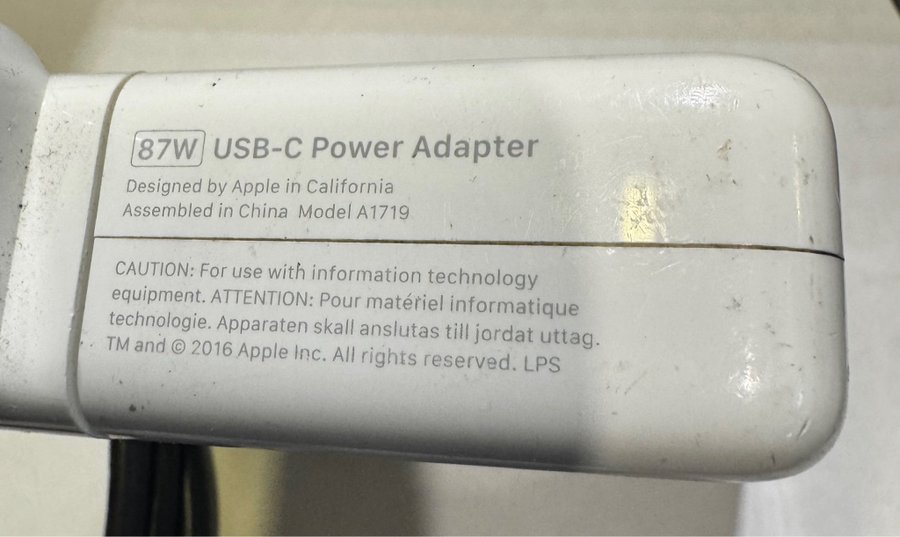 87W USB-C Power Adapter
Designed by Apple in California
Assembled in China Model A1719
CAUTION: For use with information technology
equipment. ATTENTION: Pour matériel informatique
technologie. Apparaten skall anslutas till jordat uttag.
TM and © 2016 Apple Inc. All rights reserved. LPS